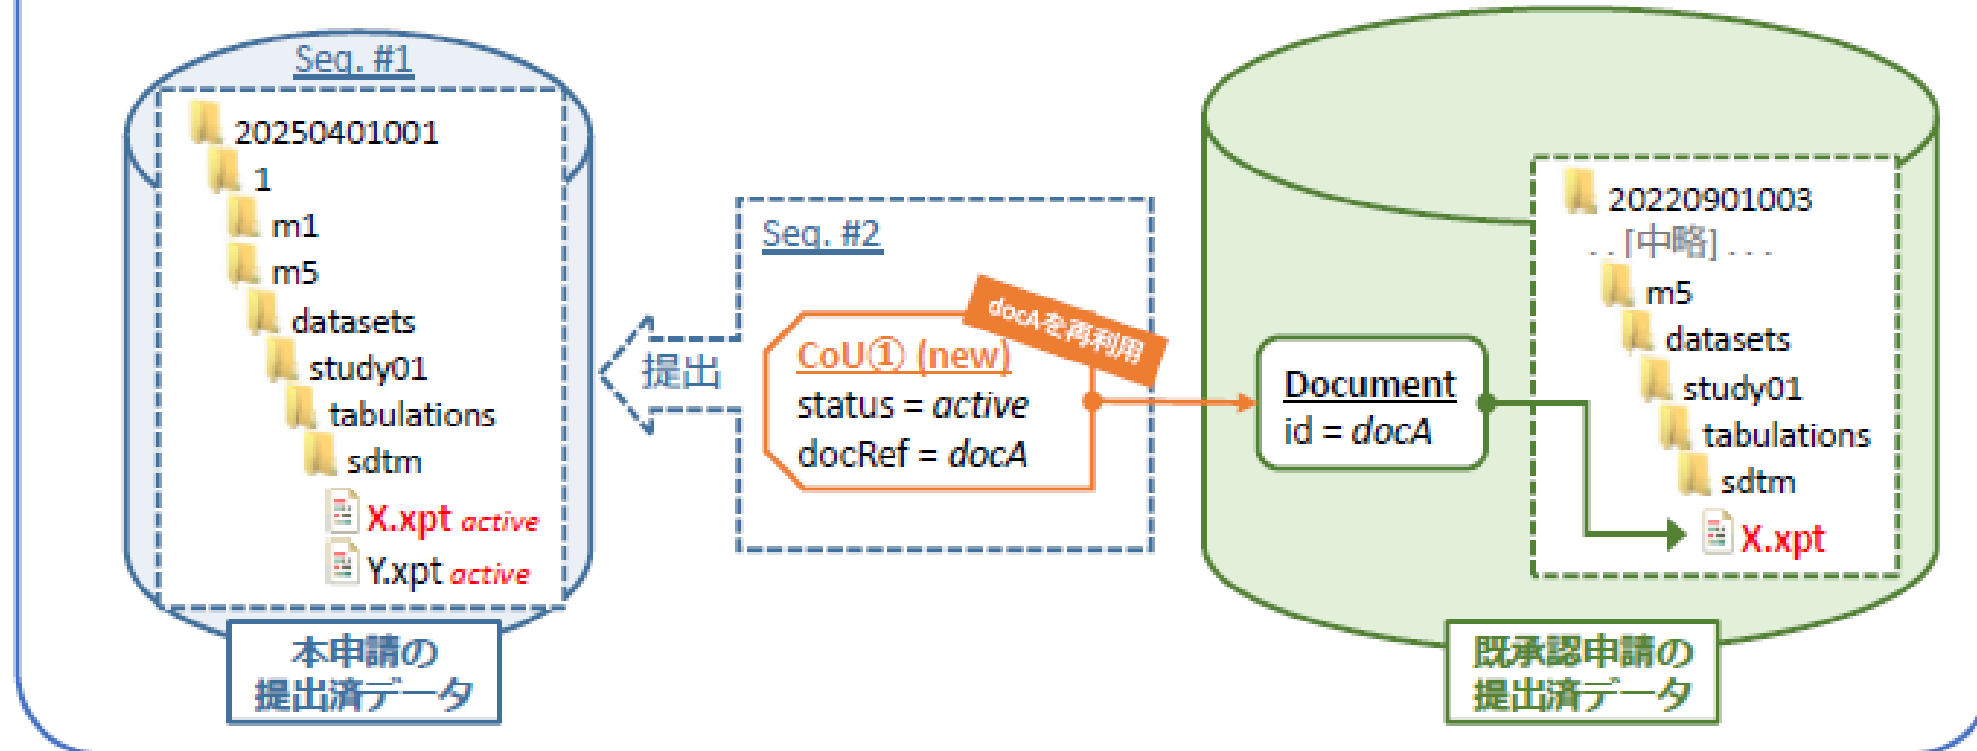 Seq. #1
20250401001
1
m1
m5
datasets
study01
tabulations
sdtm
X.xpt active
Y.xpt active
本申請の
提出済データ
提出
Seq. #2
docAを再利用
CoU① (new)
status = active
docRef = docA
Document
id = docA
20220901003
. . [中略] . . .
m5
datasets
study01
tabulations
sdtm
X.xpt
既承認申請の
提出済データ